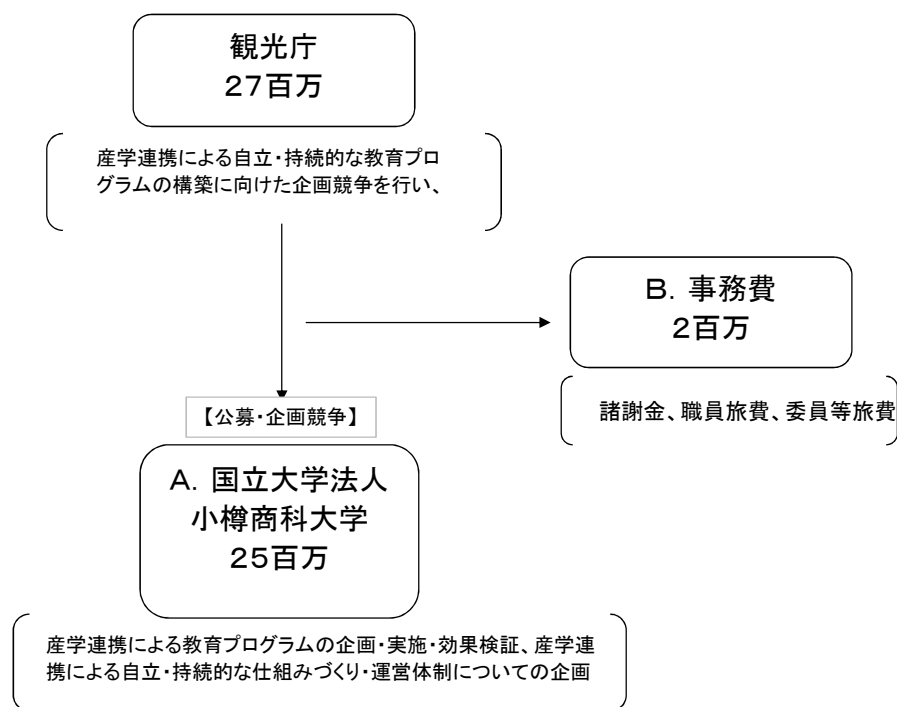 観光庁
27百万
産学連携による自立・持続的な教育プロ
グラムの構築に向けた企画競争を行い、
B. 事務費
2百万
諸謝金、職員旅費、委員等旅費
【公募・企画競争】
A. 国立大学法人
小樽商科大学
25百万
産学連携による教育プログラムの企画・実施・効果検証、産学連
携による自立・持続的な仕組みづくり・運営体制についての企画